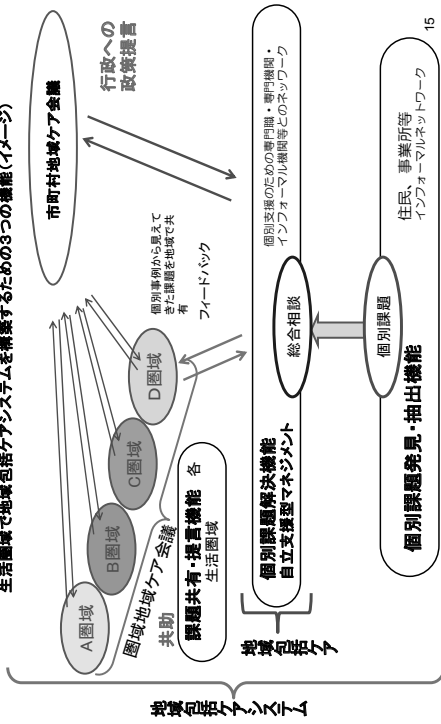 生活圏域で地域包括ケアシステムを構築するための3つの機能(イメージ)
市町村地域ケア会議
行政への
政策提言
A圏域
B圏域
C圏域
D圏域
圏域地域ケア会議
共助
個別事例から見えて
きた課題を地域で共
有
フィードバック
課題共有・提言機能 各
生活圏域
地域包括ケアシステム
地域包括ケア
個別課題解決機能
自立支援型マネジメント
総合相談
個別支援のための専門職・専門機関・
インフォーマル機関等とのネットワーク
個別課題
個別課題発見・抽出機能
住民、事業所等
インフォーマルネットワーク
15